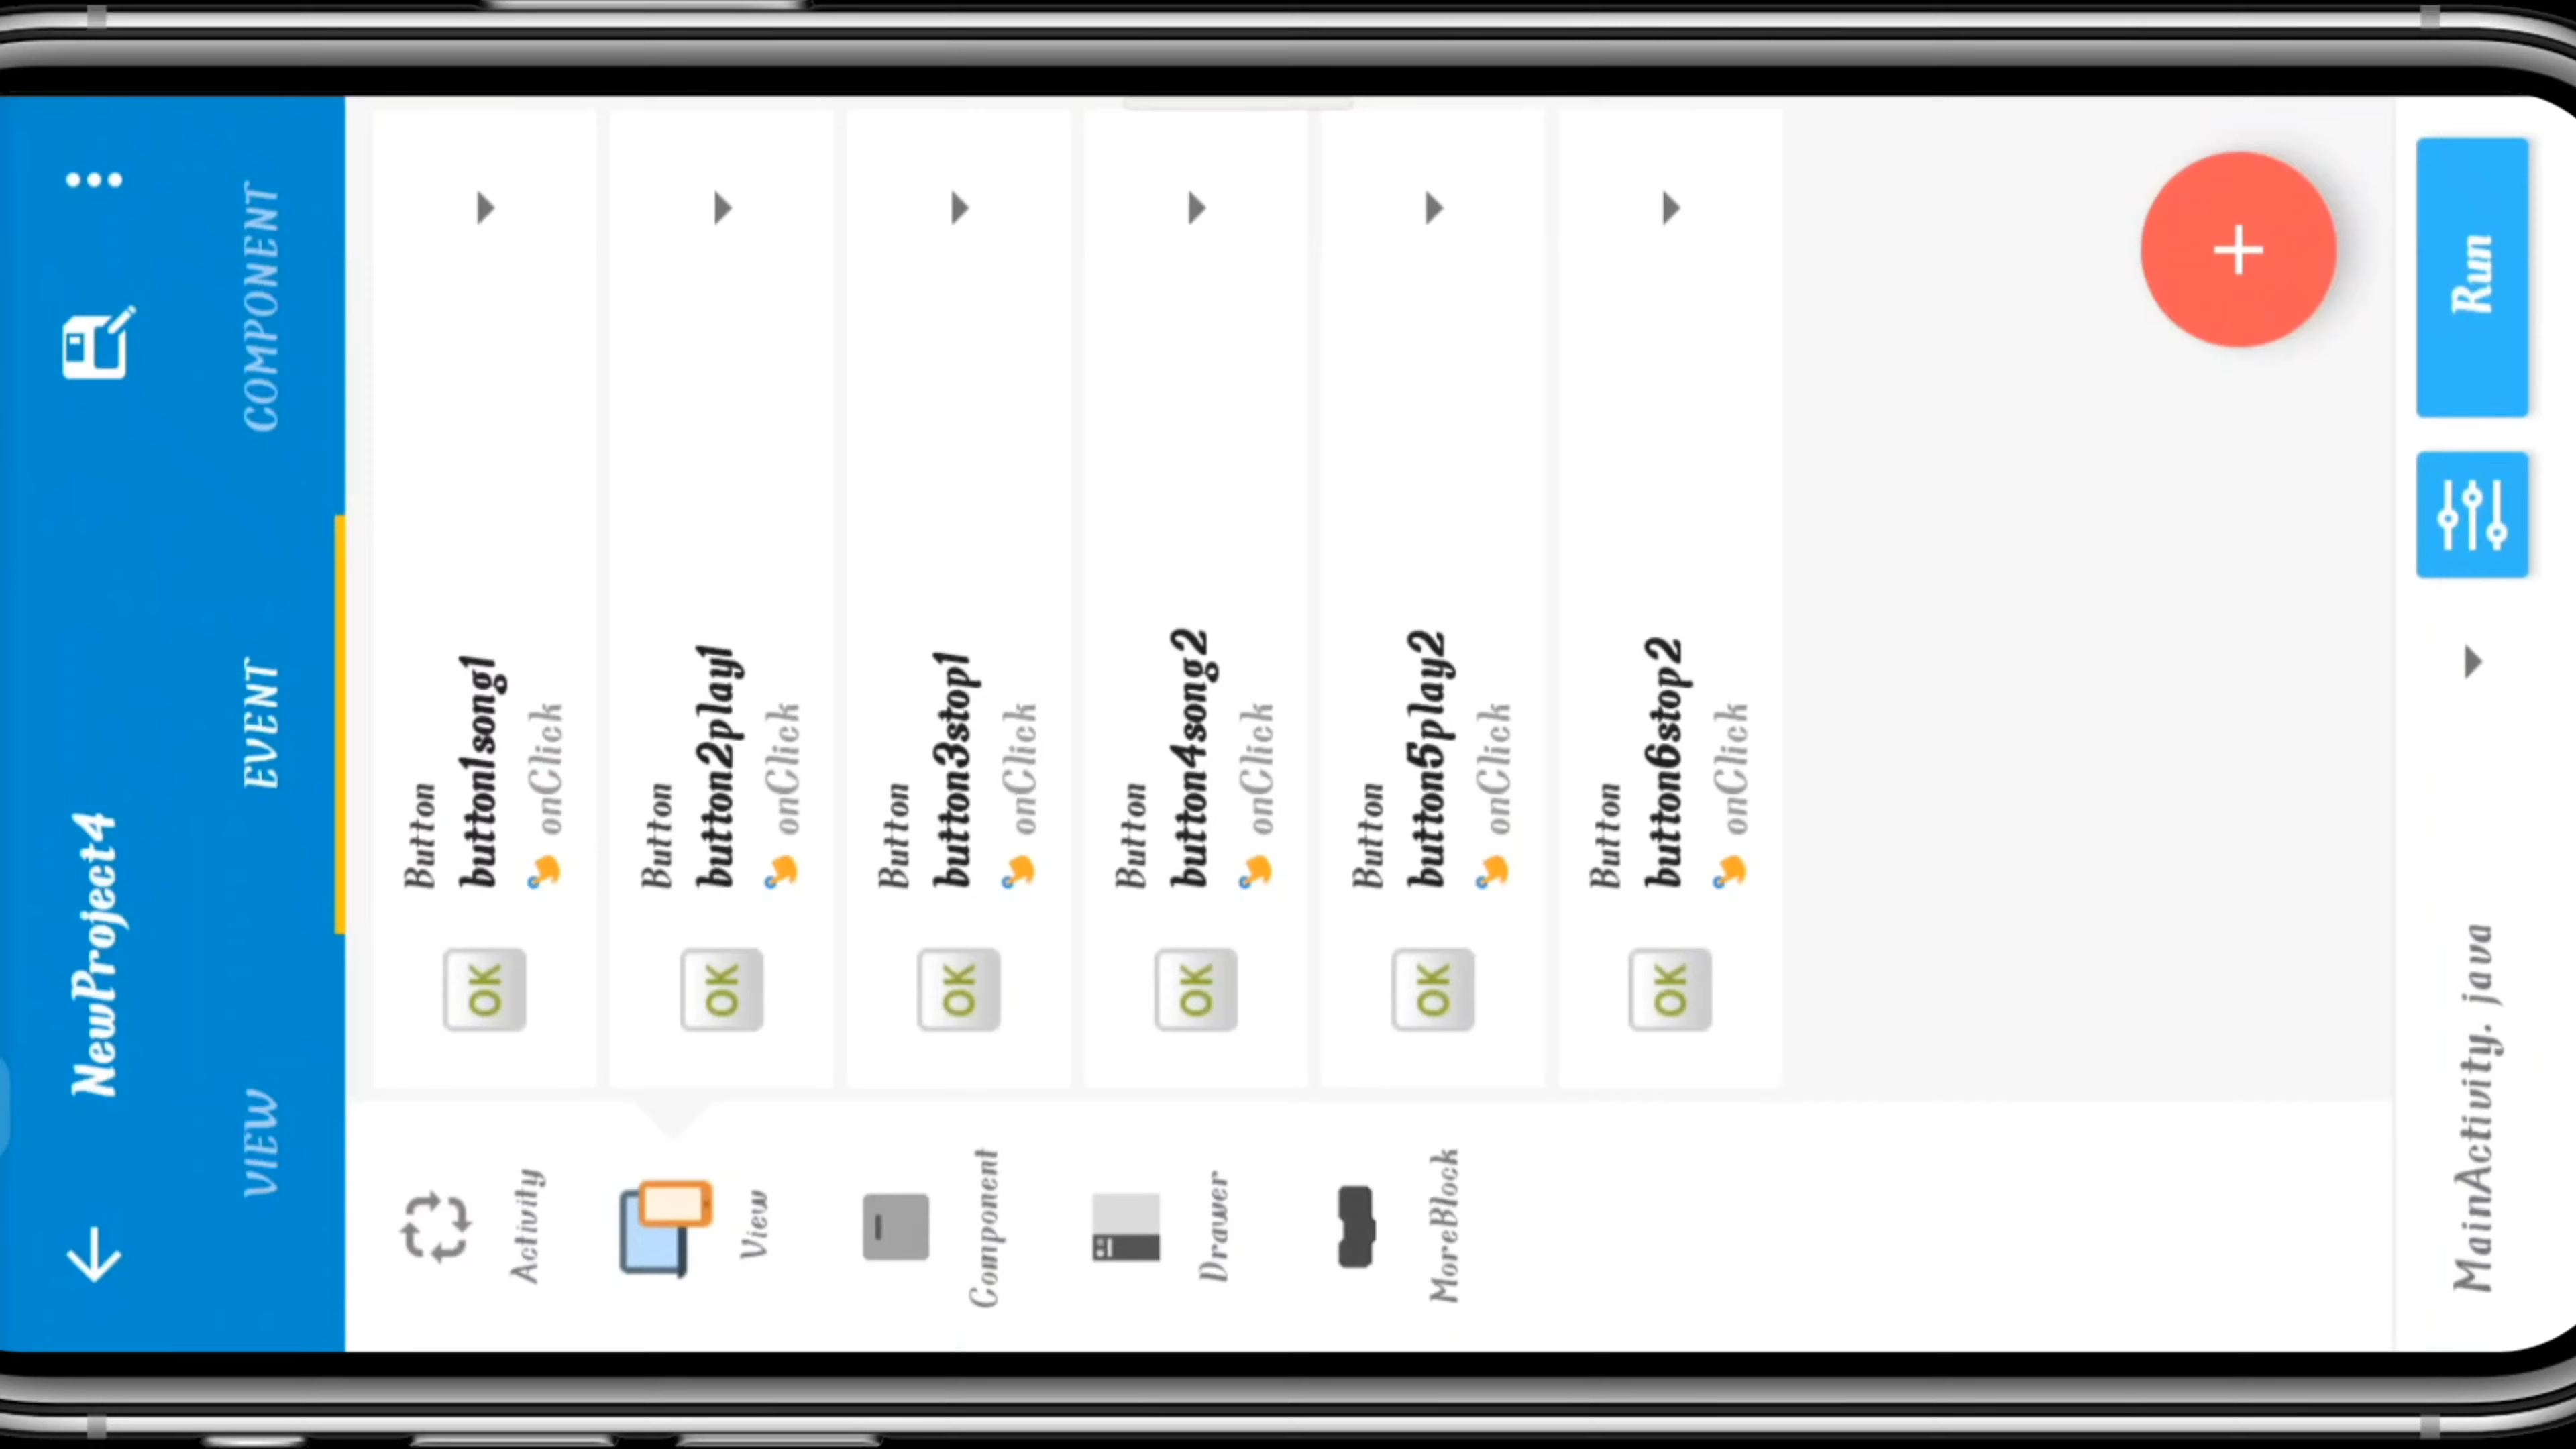 NewProject4
VIEW
EVENT
COMPONENT
Activity
View
Component
Drawer
MoreBlock
OK
Button
button1song1
onClick
OK
Button
button2play1
onClick
OK
Button
button3stop1
onClick
OK
Button
button4song2
onClick
OK
Button
button5play2
onClick
OK
Button
button6stop2
onClick
MainActivity. java
Run